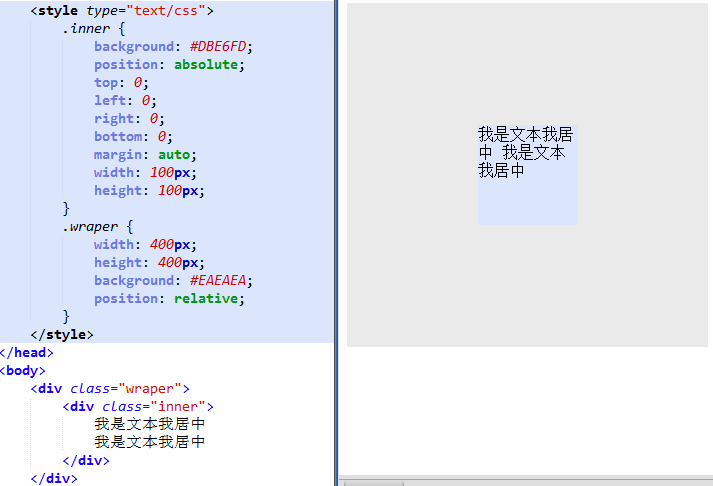 <style type="text/css">
.inner {
background: #DBE6FD;
position: absolute;
top: 0;
left: 0;
right: 0;
bottom: 0;
margin: auto;
width: 100px;
height: 100px;
}
.wraper {
width: 400px;
height: 400px;
background: #EAEAEA;
position: relative;
}
</style>
</head>
<body>
<div class="wraper">
<div class="inner">
我是文本我居中
我是文本我居中
</div>
</div>
我是文本我居
中 我是文本
我居中